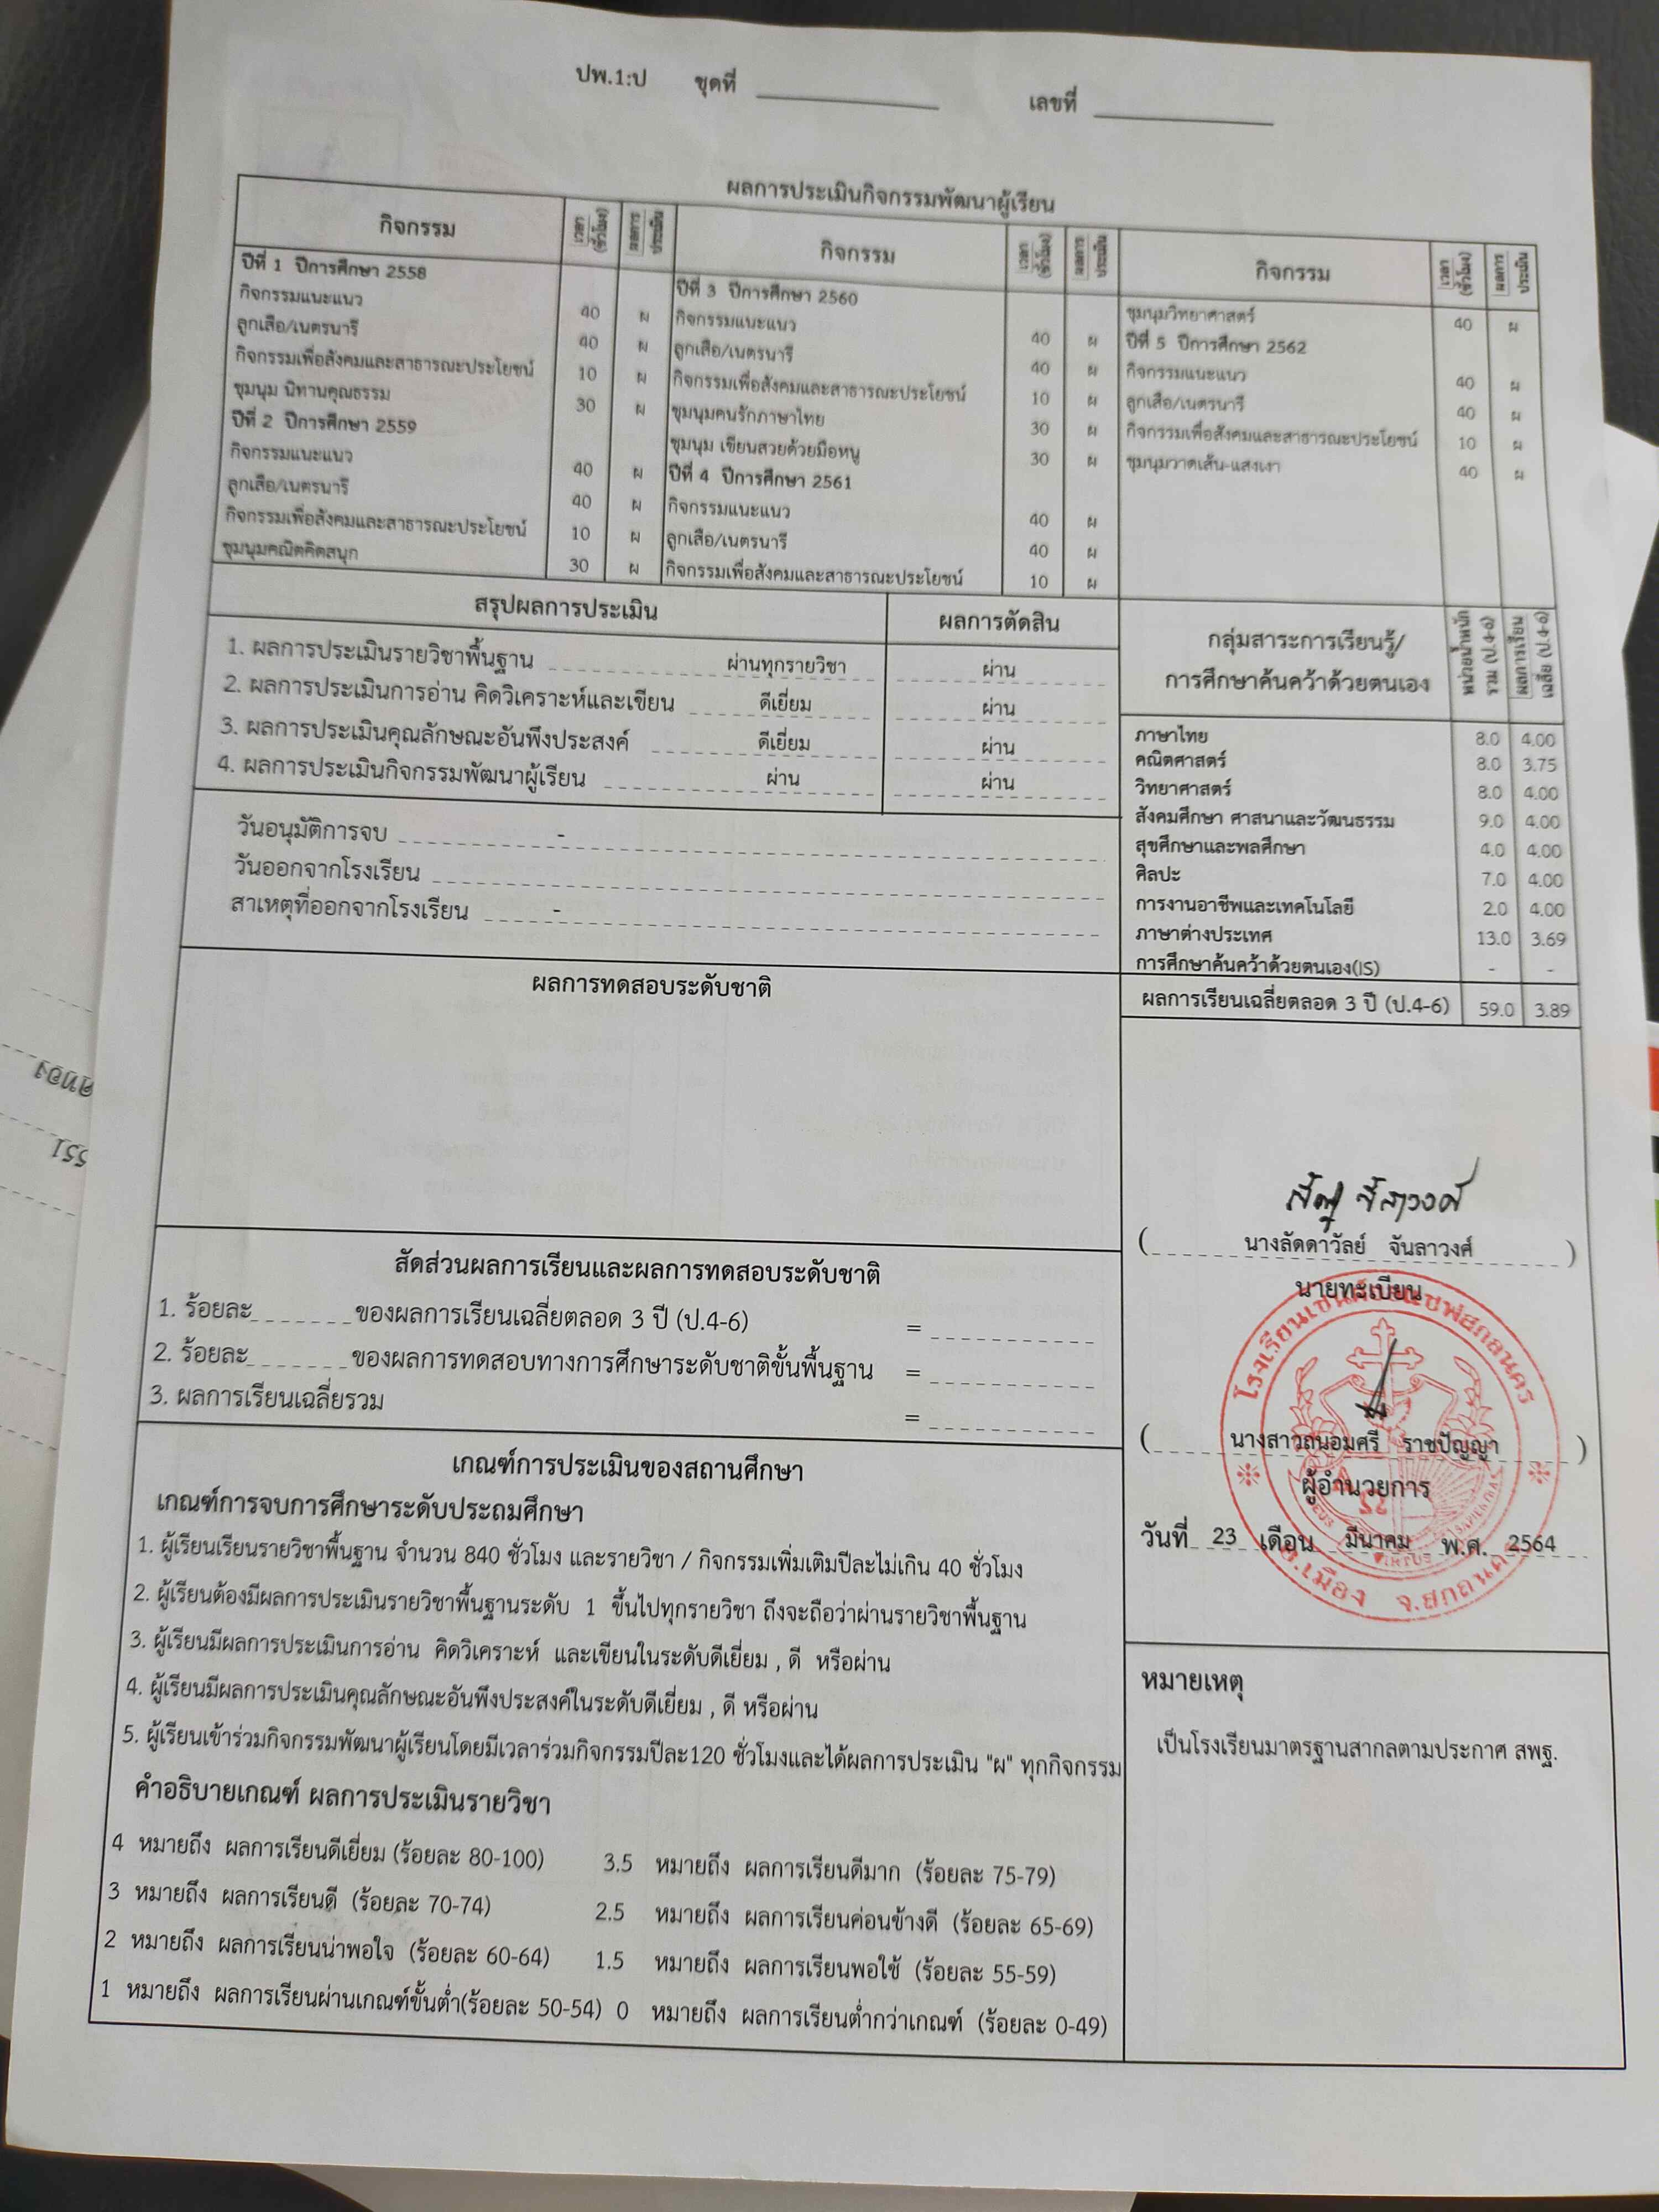 ปพ.1:ป ชุดที่ เลขที่
ผลการประเมินกิจกรรมพัฒนาผู้เรียน
กิจกรรม เวลา (ชั่วโมง) ผลการประเมิน
ปีที่ 1 ปีการศึกษา 2558
กิจกรรมแนะแนว 40 ผ
ลูกเสือ/เนตรนารี 40 ผ
กิจกรรมเพื่อสังคมและสาธารณะประโยชน์ 10 ผ
ชุมนุม นิทานคุณธรรม 30 ผ
ปีที่ 2 ปีการศึกษา 2559
กิจกรรมแนะแนว 40 ผ
ลูกเสือ/เนตรนารี 40 ผ
กิจกรรมเพื่อสังคมและสาธารณะประโยชน์ 10 ผ
ชุมนุมคณิตคิดสนุก 30 ผ
กิจกรรม เวลา (ชั่วโมง) ผลการประเมิน
ปีที่ 3 ปีการศึกษา 2560
กิจกรรมแนะแนว 40 ผ
ลูกเสือ/เนตรนารี 40 ผ
กิจกรรมเพื่อสังคมและสาธารณะประโยชน์ 10 ผ
ชุมนุมคนรักภาษาไทย 30 ผ
ชุมนุม เขียนสวยด้วยมือหนู 30 ผ
ปีที่ 4 ปีการศึกษา 2561
กิจกรรมแนะแนว 40 ผ
ลูกเสือ/เนตรนารี 40 ผ
กิจกรรมเพื่อสังคมและสาธารณะประโยชน์ 10 ผ
กิจกรรม เวลา (ชั่วโมง) ผลการประเมิน
ชุมนุมวิทยาศาสตร์ 40 ผ
ปีที่ 5 ปีการศึกษา 2562
กิจกรรมแนะแนว 40 ผ
ลูกเสือ/เนตรนารี 40 ผ
กิจกรรมเพื่อสังคมและสาธารณะประโยชน์ 10 ผ
ชุมนุมวาดเส้น-แสงเงา 40 ผ
สรุปผลการประเมิน ผลการตัดสิน
1. ผลการประเมินรายวิชาพื้นฐาน ผ่านทุกรายวิชา ผ่าน
2. ผลการประเมินการอ่าน คิดวิเคราะห์และเขียน ดีเยี่ยม ผ่าน
3. ผลการประเมินคุณลักษณะอันพึงประสงค์ ดีเยี่ยม ผ่าน
4. ผลการประเมินกิจกรรมพัฒนาผู้เรียน ผ่าน ผ่าน
วันอนุมัติการจบ -
วันออกจากโรงเรียน
สาเหตุที่ออกจากโรงเรียน -
กลุ่มสาระการเรียนรู้/
การศึกษาค้นคว้าด้วยตนเอง
หน่วยน้ำหนัก รวม (ป.4-6)
ผลการเรียน เฉลี่ย (ป.4-6)
ภาษาไทย 8.0 4.00
คณิตศาสตร์ 8.0 3.75
วิทยาศาสตร์ 8.0 4.00
สังคมศึกษา ศาสนาและวัฒนธรรม 9.0 4.00
สุขศึกษาและพลศึกษา 4.0 4.00
ศิลปะ 7.0 4.00
การงานอาชีพและเทคโนโลยี 2.0 4.00
ภาษาต่างประเทศ 13.0 3.69
การศึกษาค้นคว้าด้วยตนเอง(IS) - -
ผลการเรียนเฉลี่ยตลอด 3 ปี (ป.4-6) 59.0 3.89
ผลการทดสอบระดับชาติ
สัดส่วนผลการเรียนและผลการทดสอบระดับชาติ
1. ร้อยละ ของผลการเรียนเฉลี่ยตลอด 3 ปี (ป.4-6) =
2. ร้อยละ ของผลการทดสอบทางการศึกษาระดับชาติขั้นพื้นฐาน =
3. ผลการเรียนเฉลี่ยรวม =
( นางลัดดาวัลย์ จันลาวงศ์ )
นายทะเบียน
( นางสาวถนอมศรี ราชปัญญา )
ผู้อำนวยการ
วันที่ 23 เดือน มีนาคม พ.ศ. 2564
อ.เมือง จ.สกลนคร
เกณฑ์การประเมินของสถานศึกษา
เกณฑ์การจบการศึกษาระดับประถมศึกษา
1. ผู้เรียนเรียนรายวิชาพื้นฐาน จำนวน 840 ชั่วโมง และรายวิชา / กิจกรรมเพิ่มเติมปีละไม่เกิน 40 ชั่วโมง
2. ผู้เรียนต้องมีผลการประเมินรายวิชาพื้นฐานระดับ 1 ขึ้นไปทุกรายวิชา ถึงจะถือว่าผ่านรายวิชาพื้นฐาน
3. ผู้เรียนมีผลการประเมินการอ่าน คิดวิเคราะห์ และเขียนในระดับดีเยี่ยม , ดี หรือผ่าน
4. ผู้เรียนมีผลการประเมินคุณลักษณะอันพึงประสงค์ในระดับดีเยี่ยม , ดี หรือผ่าน
5. ผู้เรียนเข้าร่วมกิจกรรมพัฒนาผู้เรียนโดยมีเวลาร่วมกิจกรรมปีละ120 ชั่วโมงและได้ผลการประเมิน "ผ" ทุกกิจกรรม
คำอธิบายเกณฑ์ ผลการประเมินรายวิชา
4 หมายถึง ผลการเรียนดีเยี่ยม (ร้อยละ 80-100) 3.5 หมายถึง ผลการเรียนดีมาก (ร้อยละ 75-79)
3 หมายถึง ผลการเรียนดี (ร้อยละ 70-74) 2.5 หมายถึง ผลการเรียนค่อนข้างดี (ร้อยละ 65-69)
2 หมายถึง ผลการเรียนน่าพอใจ (ร้อยละ 60-64) 1.5 หมายถึง ผลการเรียนพอใช้ (ร้อยละ 55-59)
1 หมายถึง ผลการเรียนผ่านเกณฑ์ขั้นต่ำ(ร้อยละ 50-54) 0 หมายถึง ผลการเรียนต่ำกว่าเกณฑ์ (ร้อยละ 0-49)
หมายเหตุ
เป็นโรงเรียนมาตรฐานสากลตามประกาศ สพฐ.
551